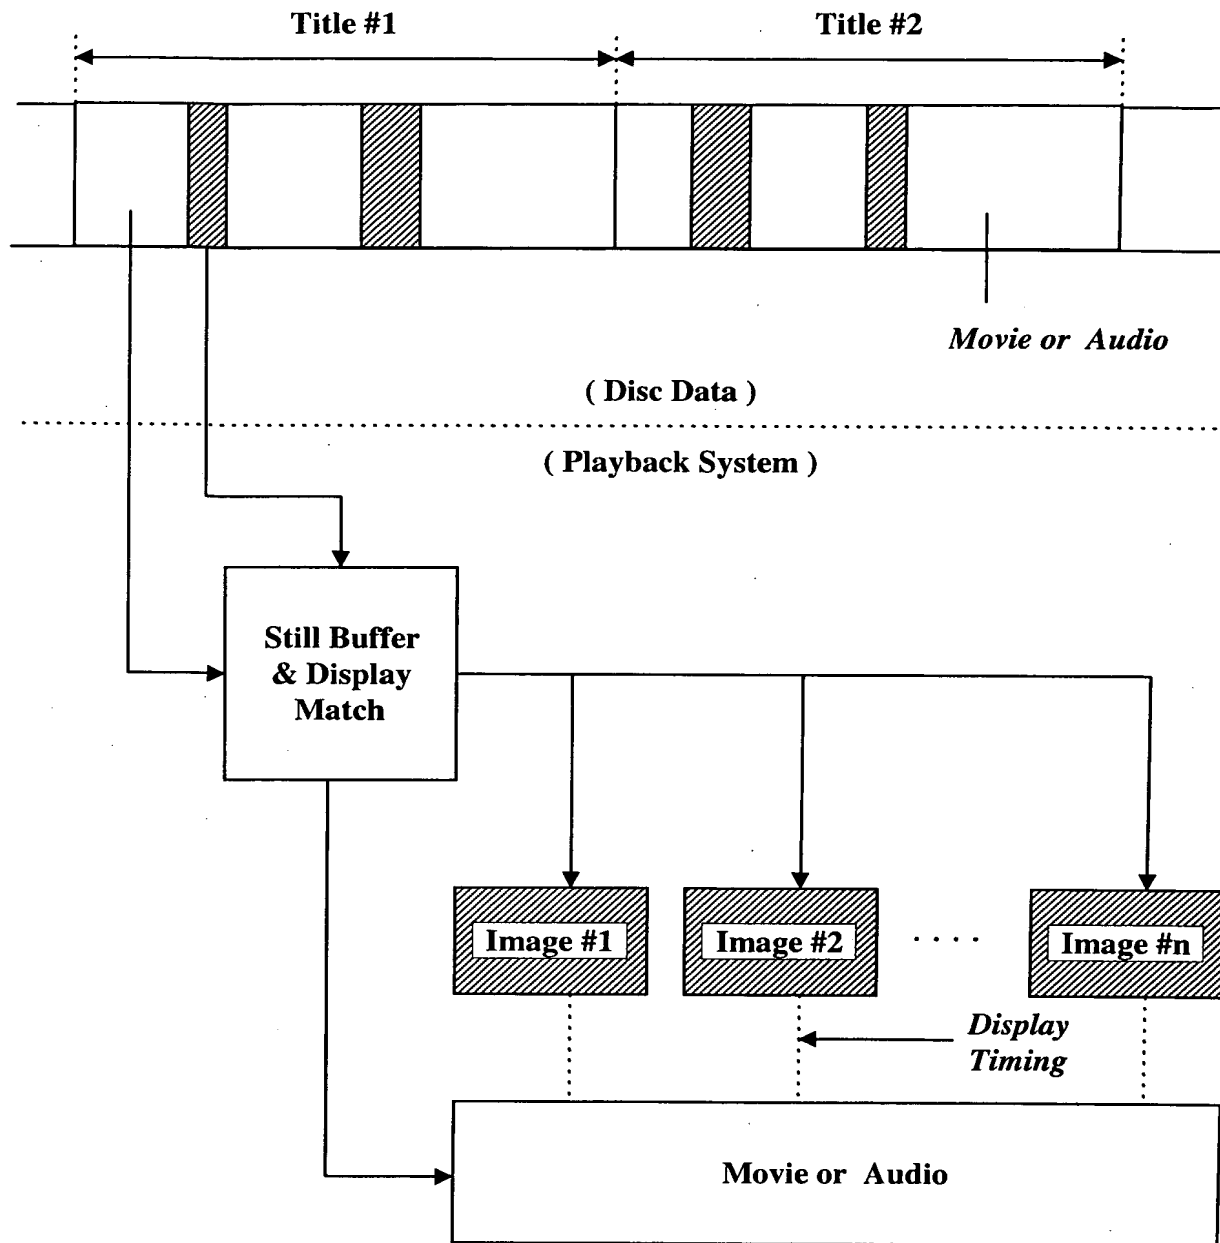 Title #1
Title #2
Movie or Audio
( Disc Data )
( Playback System )
Still Buffer
& Display
Match
Image #1
Image #2
. . . .
Image #n
Display
Timing
Movie or Audio